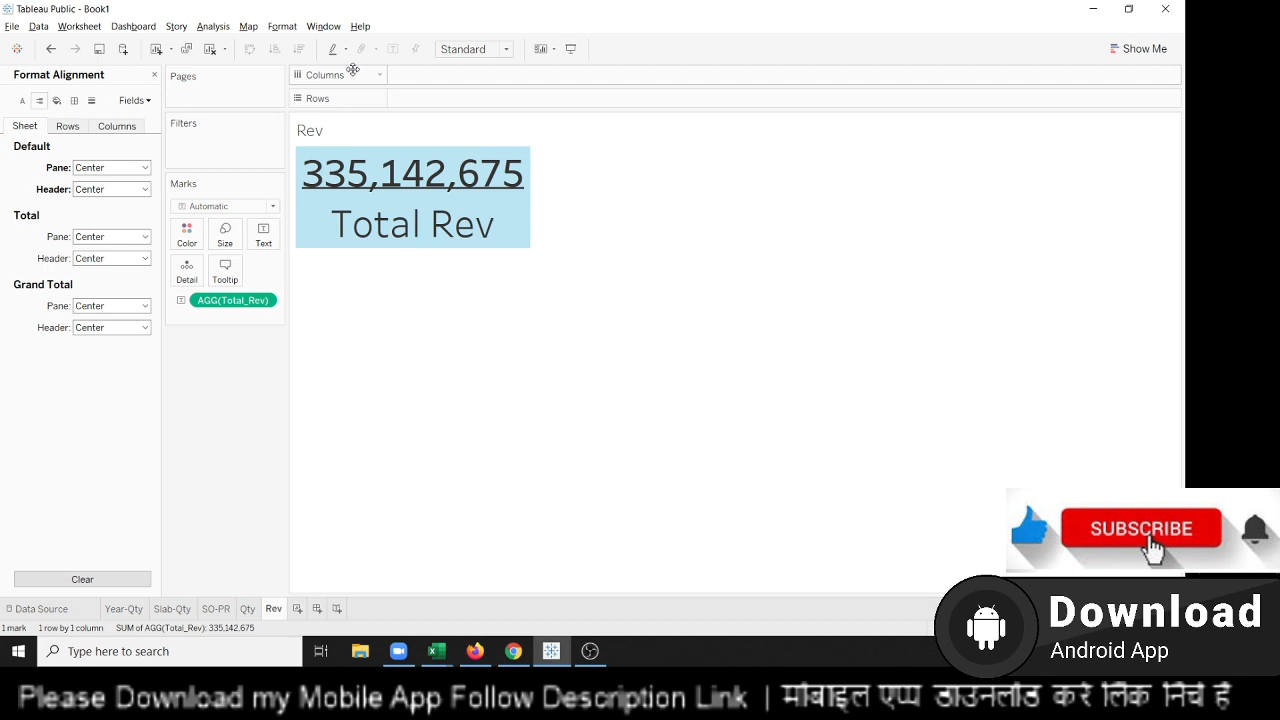 Tableau Public - Book1
File Data Worksheet Dashboard Story Analysis Map Format Window Help
Standard
Show Me
Format Alignment
Fields
Sheet Rows Columns
Default
Pane: Center
Header: Center
Total
Pane: Center
Header: Center
Grand Total
Pane: Center
Header: Center
Clear
Pages
Filters
Marks
Automatic
Color Size Text
Detail Tooltip
AGG(Total_Rev)
Columns
Rows
Rev
335,142,675
Total Rev
SUBSCRIBE
Download
Android App
Data Source Year-Qty Slab-Qty SO-PR Qty Rev
1 mark 1 row by 1 column SUM of AGG(Total_Rev): 335,142,675
Type here to search
Please Download my Mobile App Follow Description Link | मोबाइल एप्प डाउनलोड करे लिंक निचे है